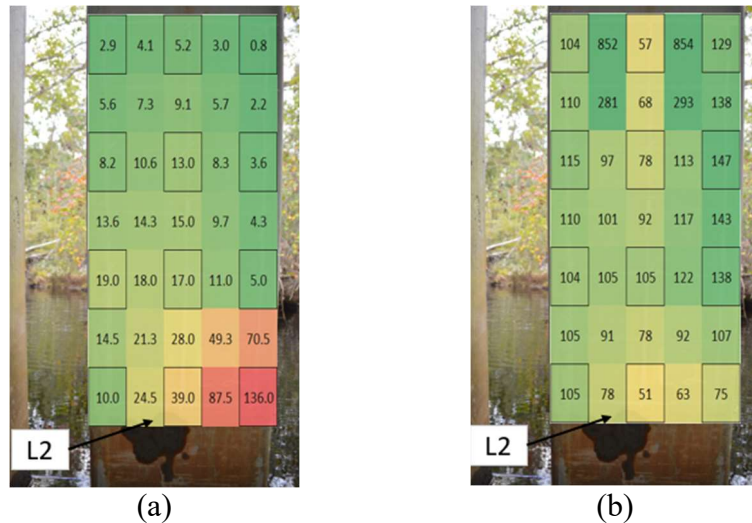 2.9 4.1 5.2 3.0 0.8
5.6 7.3 9.1 5.7 2.2
8.2 10.6 13.0 8.3 3.6
13.6 14.3 15.0 9.7 4.3
19.0 18.0 17.0 11.0 5.0
14.5 21.3 28.0 49.3 70.5
10.0 24.5 39.0 87.5 136.0
L2
(a)
104 852 57 854 129
110 281 68 293 138
115 97 78 113 147
110 101 92 117 143
104 105 105 122 138
105 91 78 92 107
105 78 51 63 75
L2
(b)